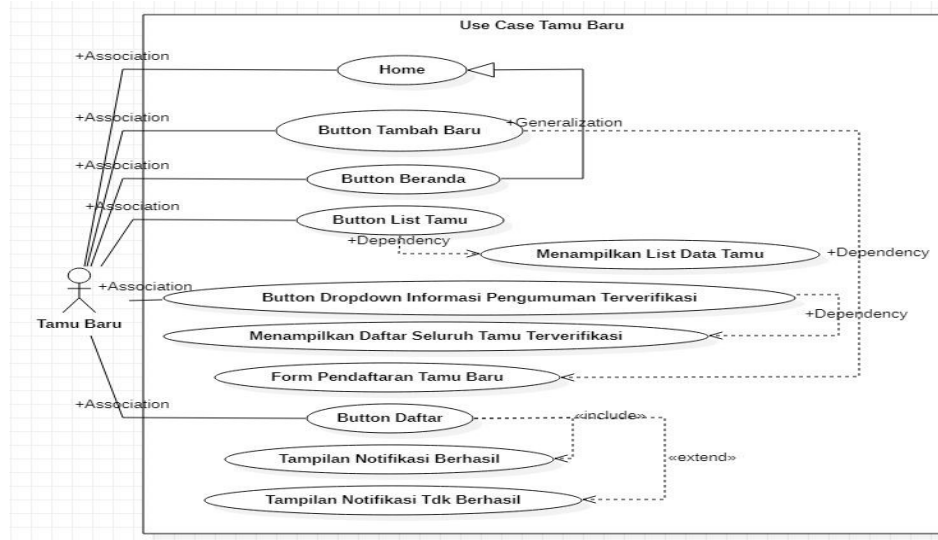 Use Case Tamu Baru
+Association
Home
+Association
Button Tambah Baru
+Generalization
+Association
Button Beranda
+Association
Button List Tamu
+Dependency
Menampilkan List Data Tamu
+Dependency
+Association
Button Dropdown Informasi Pengumuman Terverifikasi
+Dependency
Tamu Baru
Menampilkan Daftar Seluruh Tamu Terverifikasi
Form Pendaftaran Tamu Baru
+Association
Button Daftar
«include»
Tampilan Notifikasi Berhasil
«extend»
Tampilan Notifikasi Tdk Berhasil